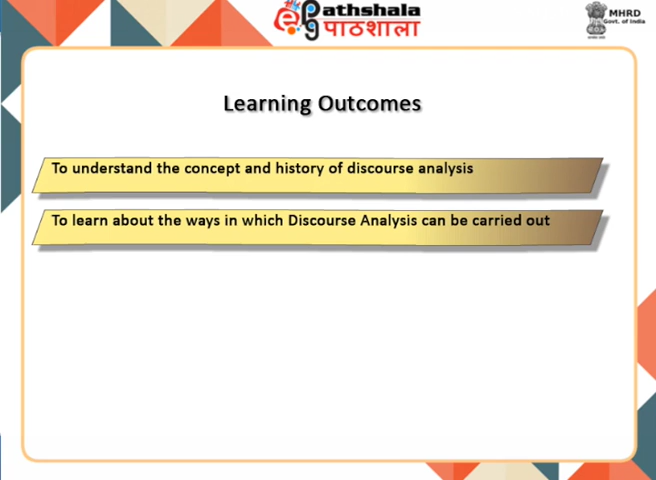 ePathshala
पाठशाला
MHRD
Govt. of India
Learning Outcomes
To understand the concept and history of discourse analysis
To learn about the ways in which Discourse Analysis can be carried out